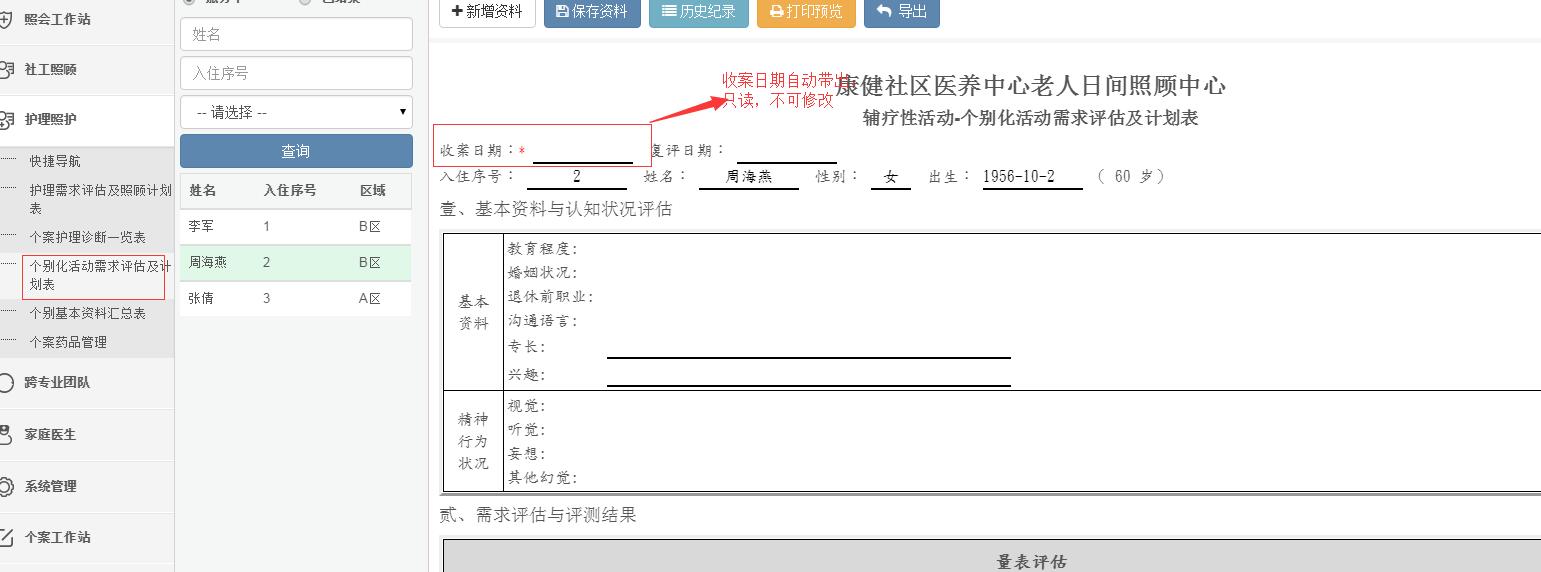 照会工作站
社工照顾
护理照护
快捷导航
护理需求评估及照顾计划
表
个案护理诊断一览表
个别化活动需求评估及计
划表
个别基本资料汇总表
个案药品管理
跨专业团队
家庭医生
系统管理
个案工作站
姓名
入住序号
-- 请选择 --
查询
姓名 入住序号 区域
李军 1 B区
周海燕 2 B区
张倩 3 A区
新增资料 保存资料 历史纪录 打印预览 导出
收案日期自动带出
只读，不可修改
康健社区医养中心老人日间照顾中心
辅疗性活动-个别化活动需求评估及计划表
收案日期：* 复评日期：
入住序号： 2 姓名： 周海燕 性别： 女 出生： 1956-10-2 （ 60 岁）
壹、基本资料与认知状况评估
基本
资料
教育程度：
婚姻状况：
退休前职业：
沟通语言：
专长：
兴趣：
精神
行为
状况
视觉：
听觉：
妄想：
其他幻觉：
贰、需求评估与评测结果
量表评估